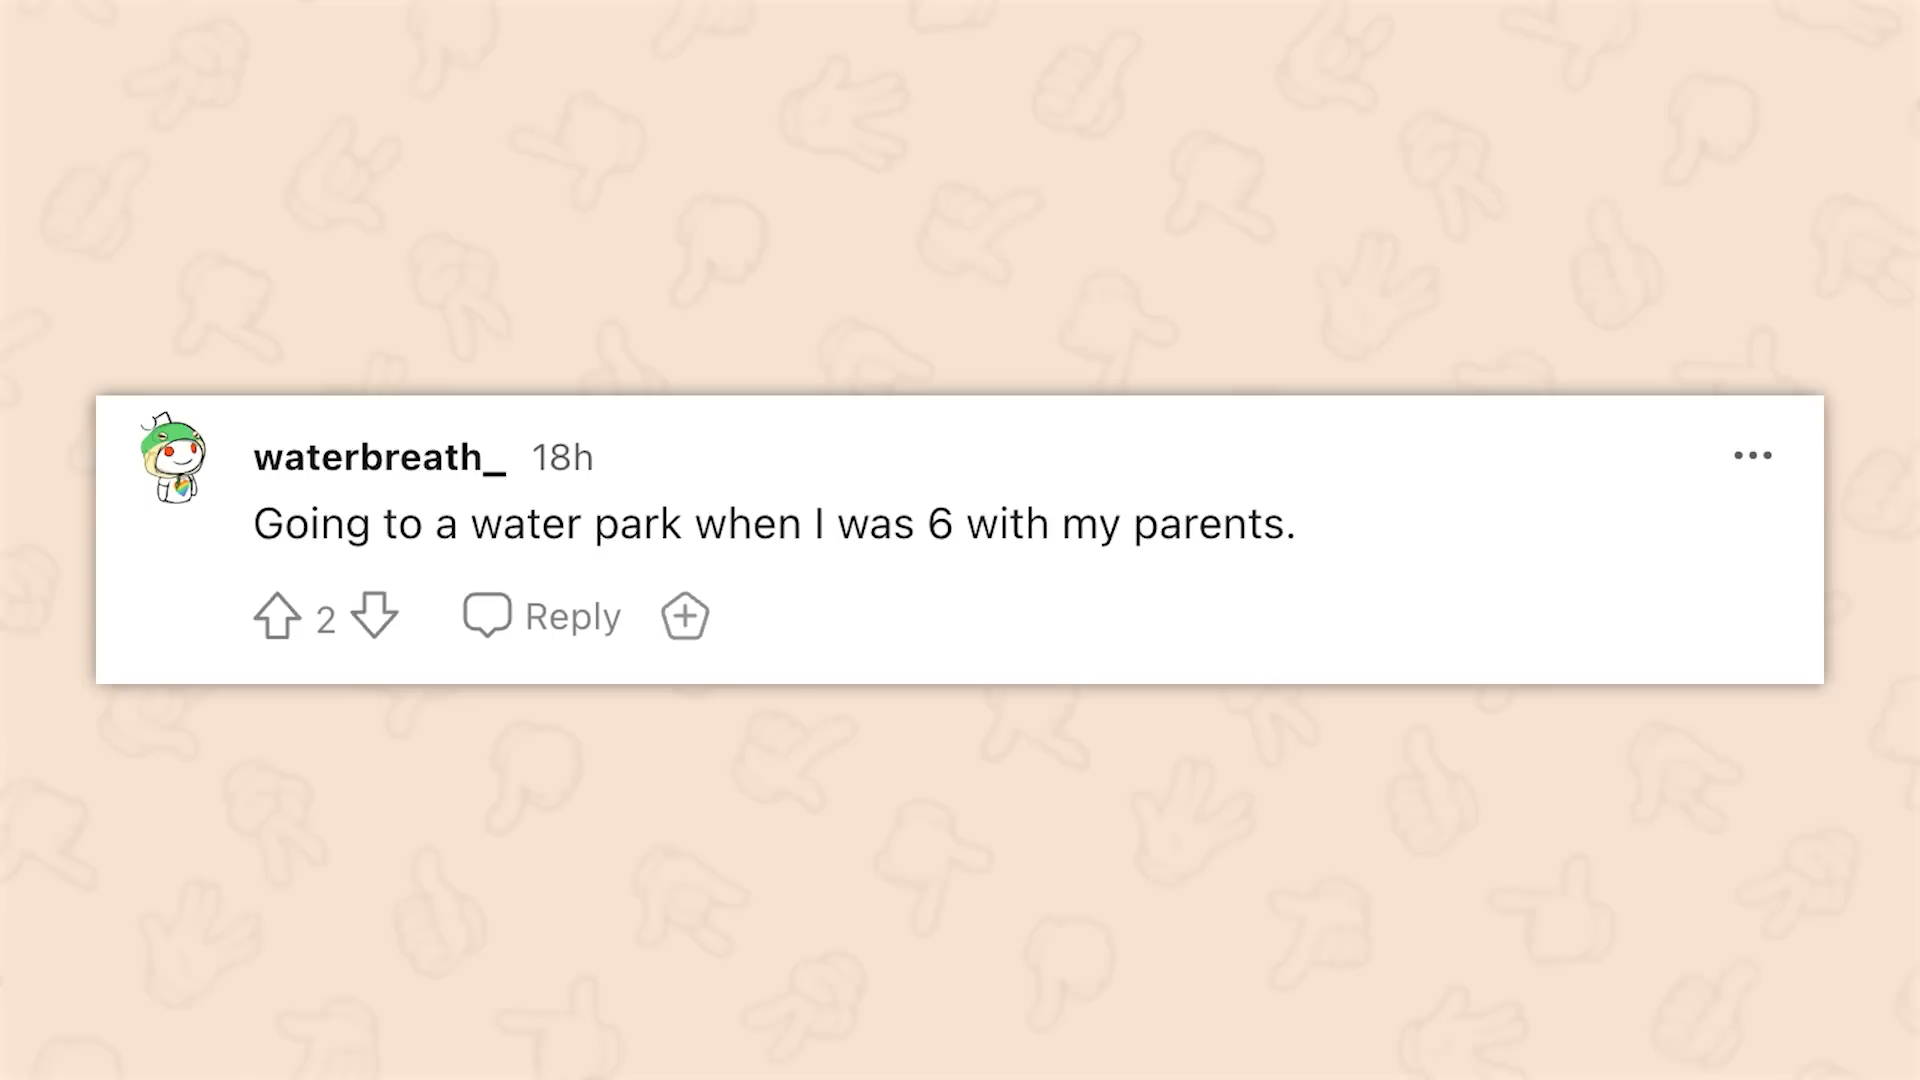 waterbreath_ 18h
Going to a water park when I was 6 with my parents.
2 Reply